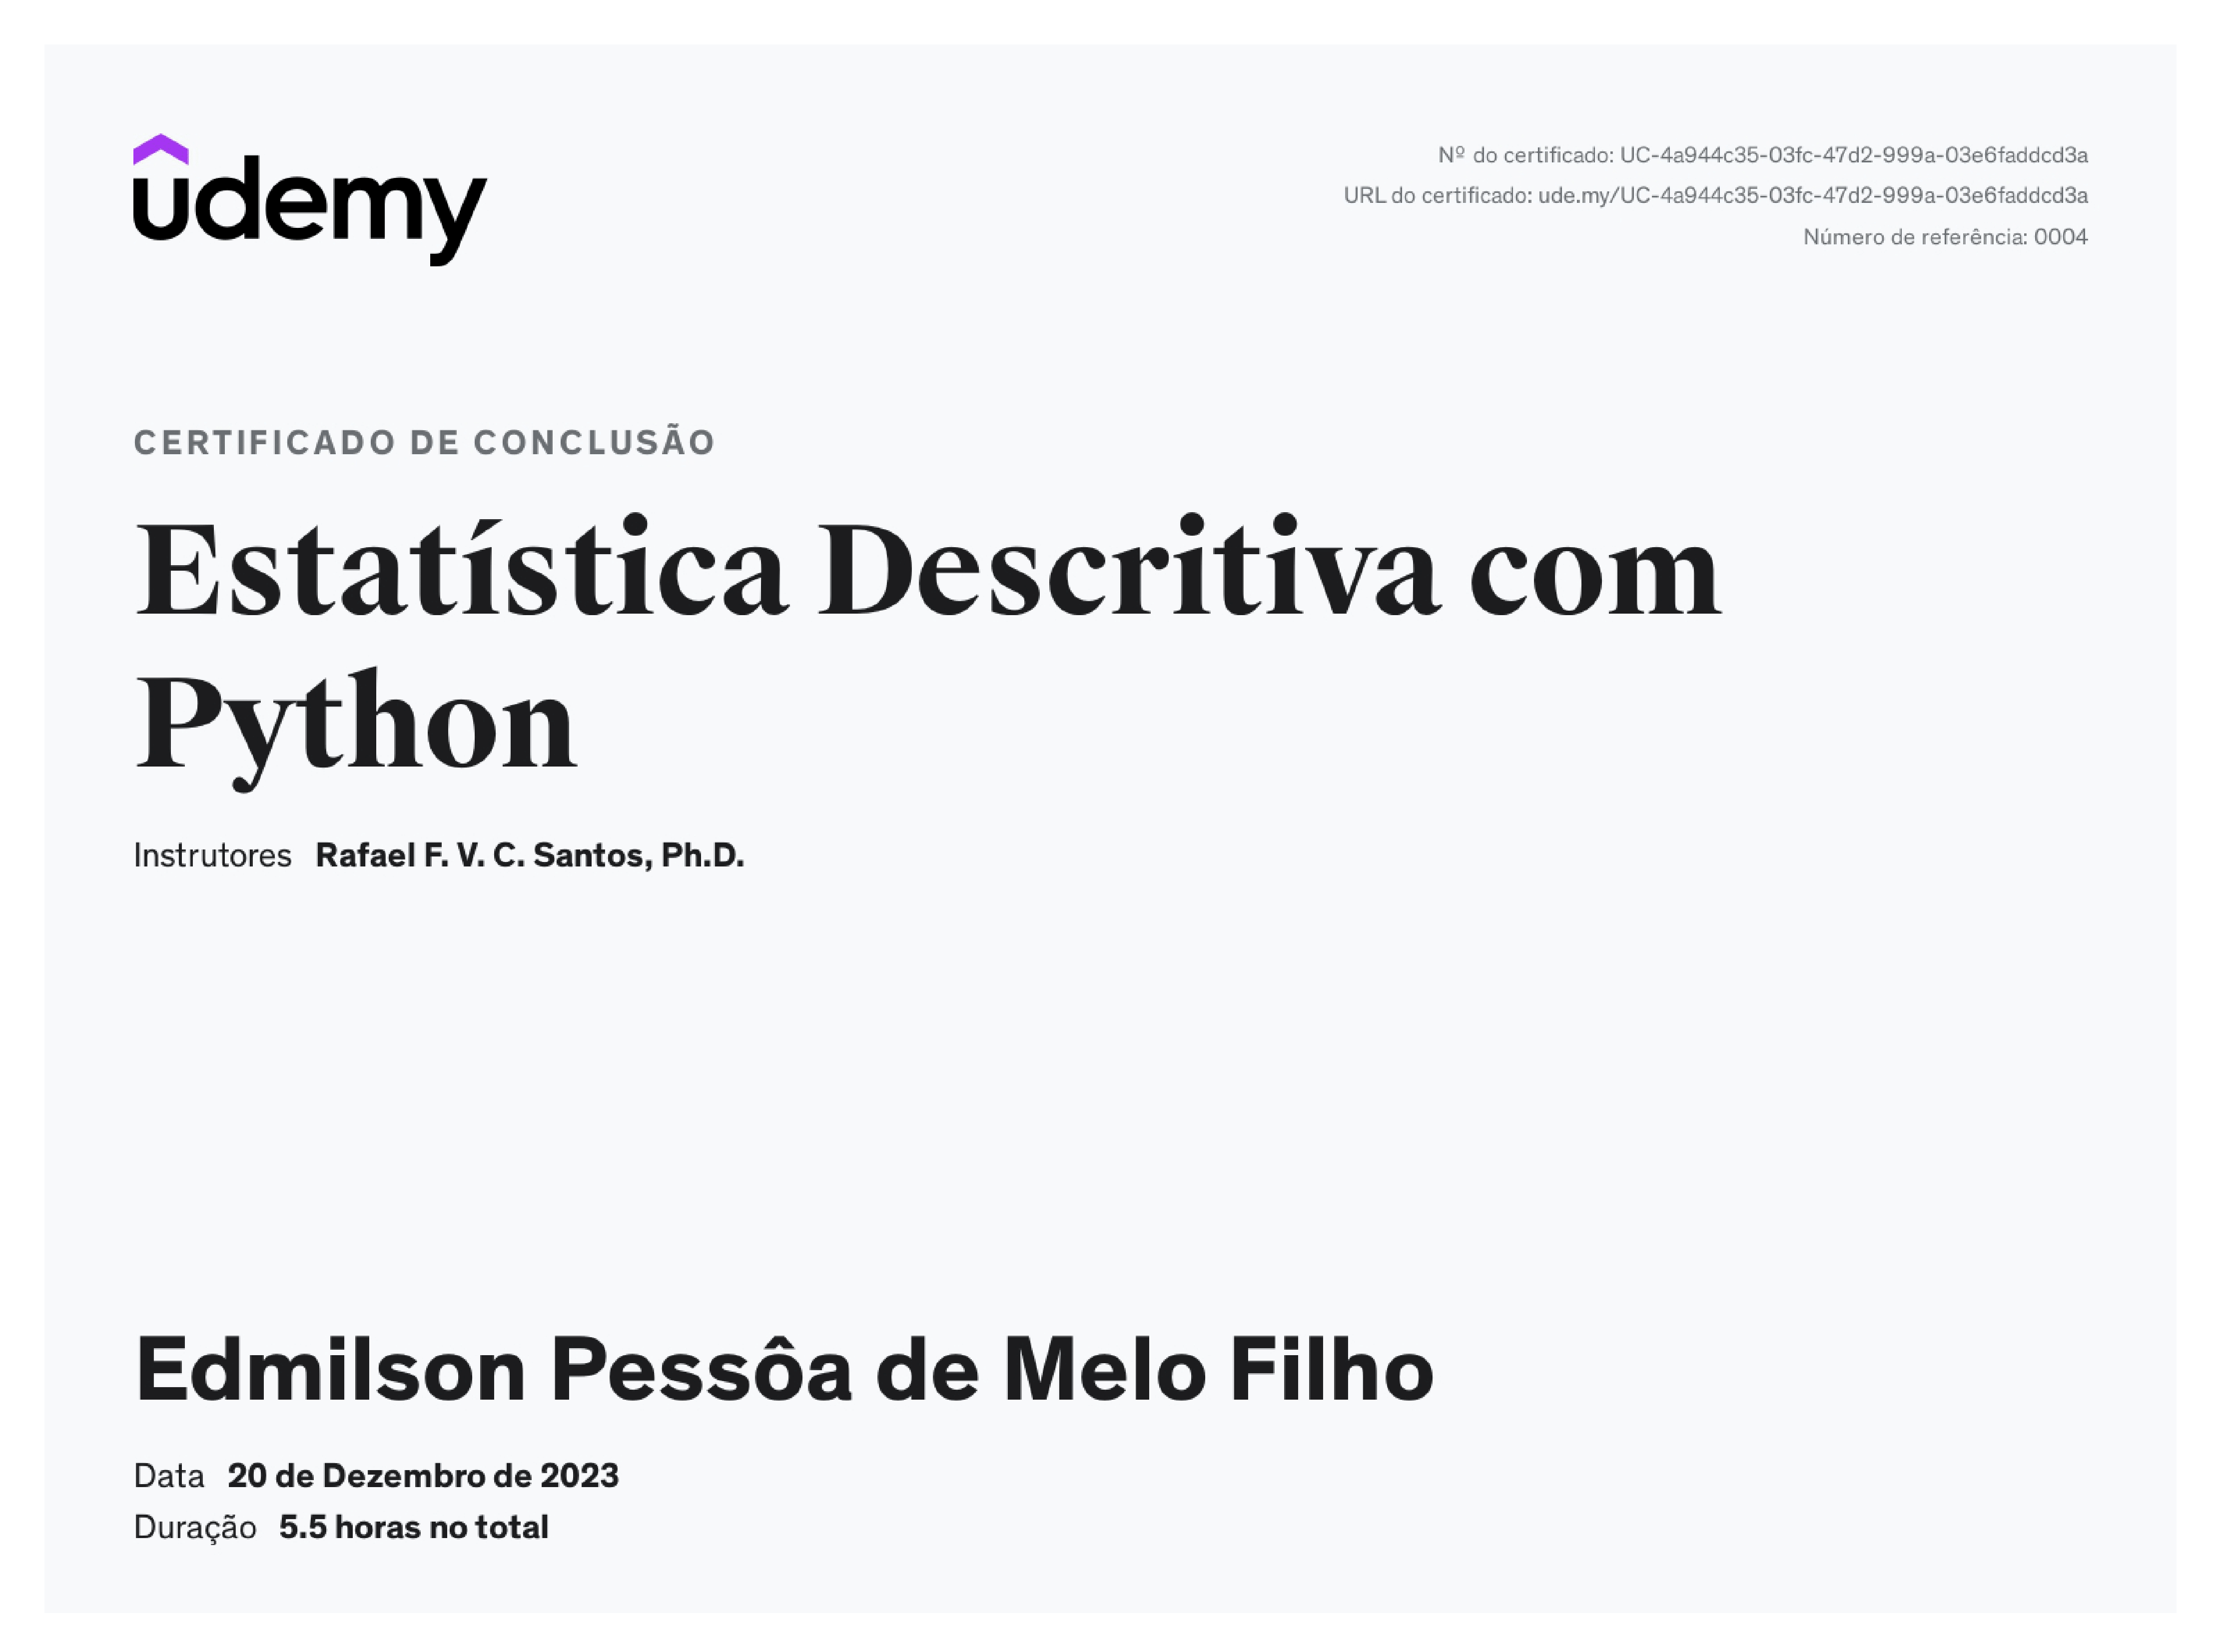 udemy
Nº do certificado: UC-4a944c35-03fc-47d2-999a-03e6faddcd3a
URL do certificado: ude.my/UC-4a944c35-03fc-47d2-999a-03e6faddcd3a
Número de referência: 0004
CERTIFICADO DE CONCLUSÃO
Estatística Descritiva com
Python
Instrutores Rafael F. V. C. Santos, Ph.D.
Edmilson Pessôa de Melo Filho
Data 20 de Dezembro de 2023
Duração 5.5 horas no total